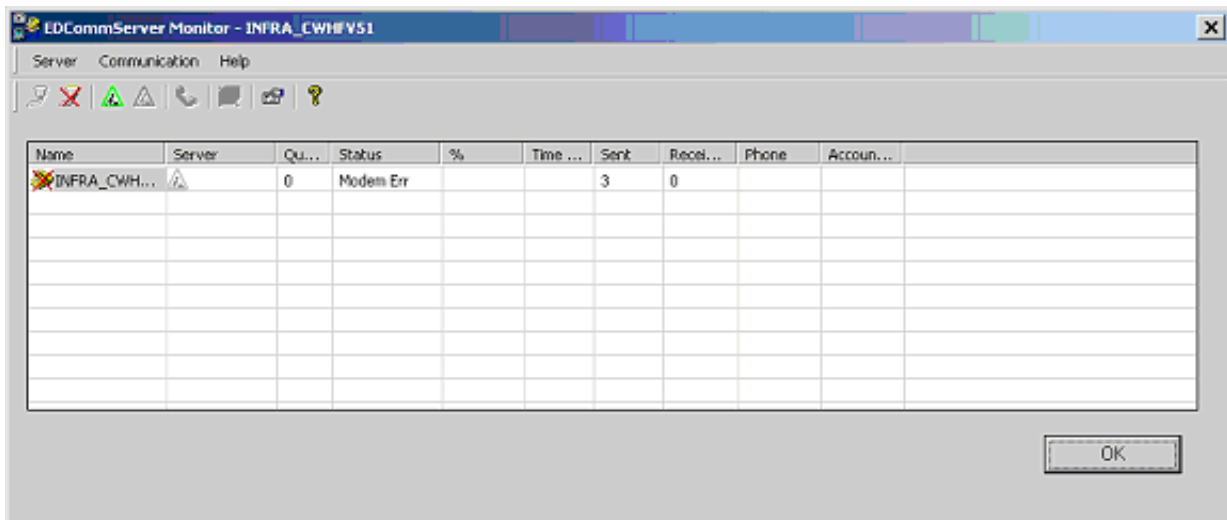 EDCommServer Monitor - INFRA_CWHFVS1
Server Communication Help
Name Server Qu... Status % Time ... Sent Recei... Phone Accoun...
INFRA_CWH... 0 Modem Err 3 0
OK